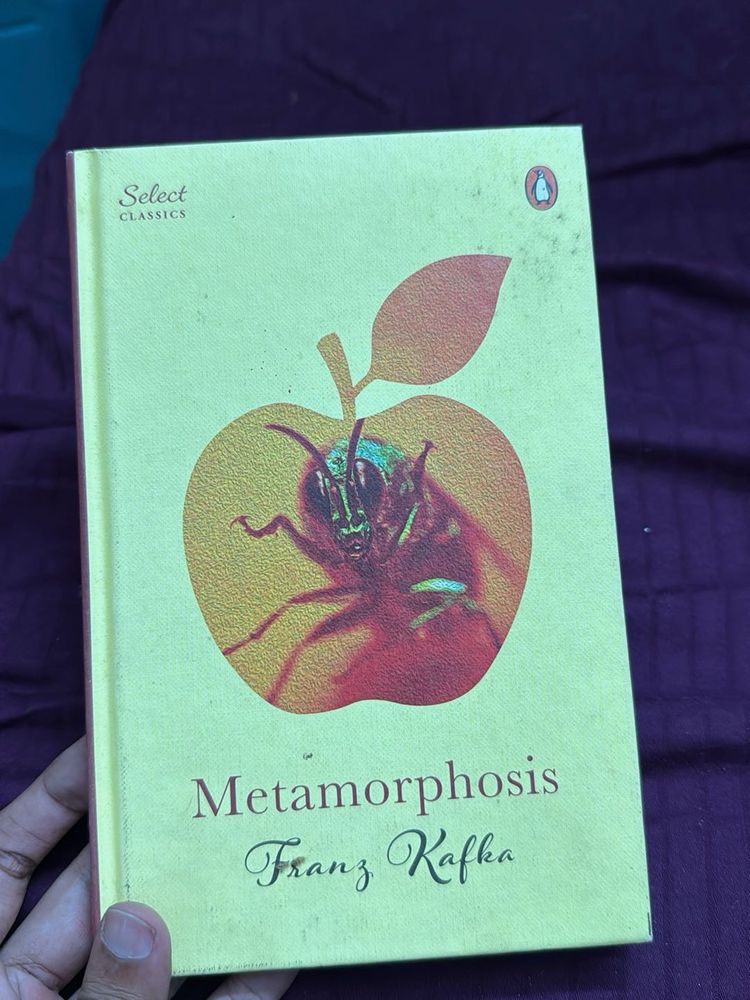 Select
CLASSICS
Metamorphosis
Franz Kafka